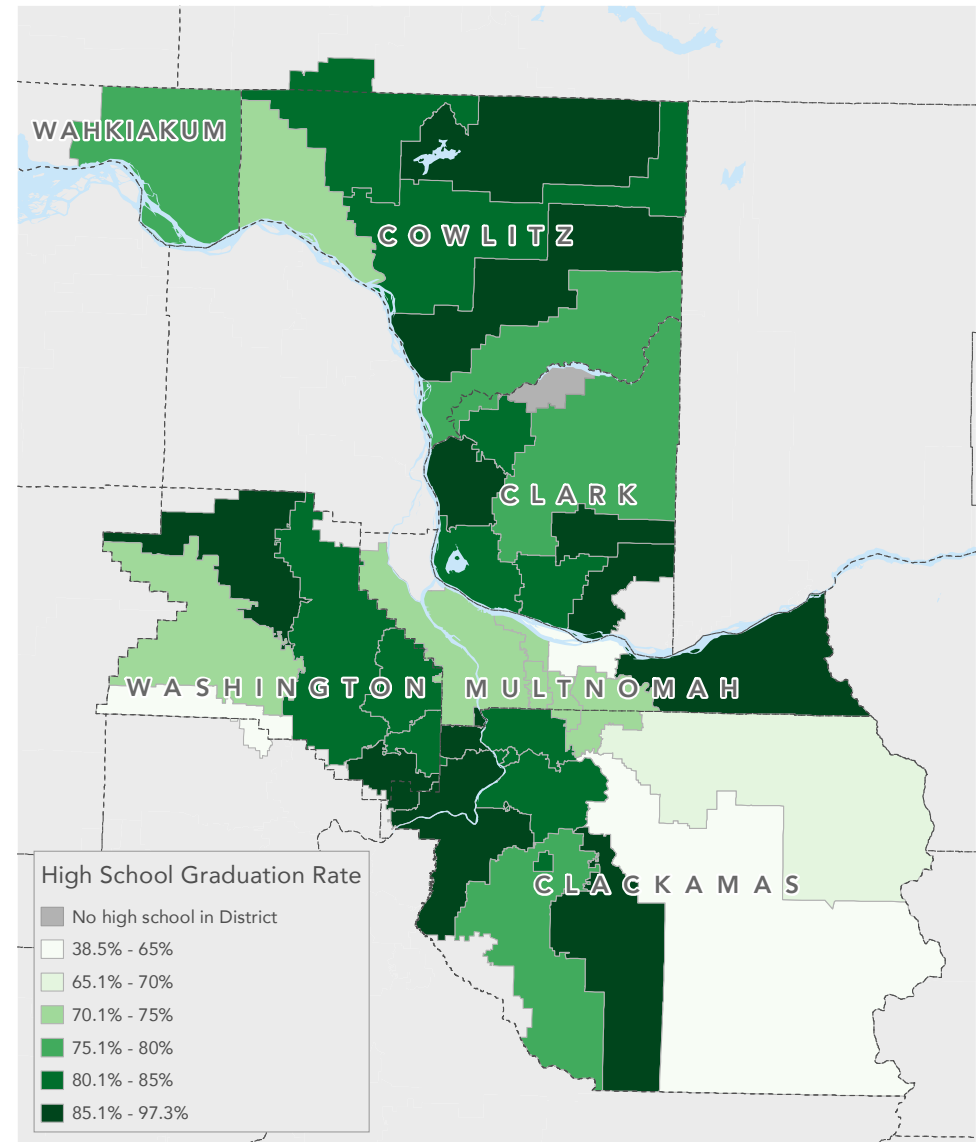 WAHKIAKUM
COWLITZ
CLARK
WASHINGTON MULTNOMAH
CLACKAMAS
High School Graduation Rate
No high school in District
38.5% - 65%
65.1% - 70%
70.1% - 75%
75.1% - 80%
80.1% - 85%
85.1% - 97.3%